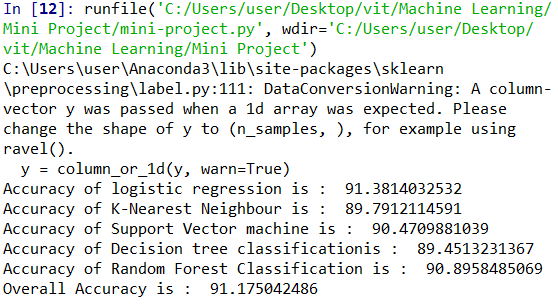 In [12]: runfile('C:/Users/user/Desktop/vit/Machine Learning/
Mini Project/mini-project.py', wdir='C:/Users/user/Desktop/
vit/Machine Learning/Mini Project')
C:\Users\user\Anaconda3\lib\site-packages\sklearn
\preprocessing\label.py:111: DataConversionWarning: A column-
vector y was passed when a 1d array was expected. Please
change the shape of y to (n_samples, ), for example using
ravel().
  y = column_or_1d(y, warn=True)
Accuracy of logistic regression is :  91.3814032532
Accuracy of K-Nearest Neighbour is :  89.7912114591
Accuracy of Support Vector machine is :  90.4709881039
Accuracy of Decision tree classificationis :  89.4513231367
Accuracy of Random Forest Classification is :  90.8958485069
Overall Accuracy is :  91.175042486